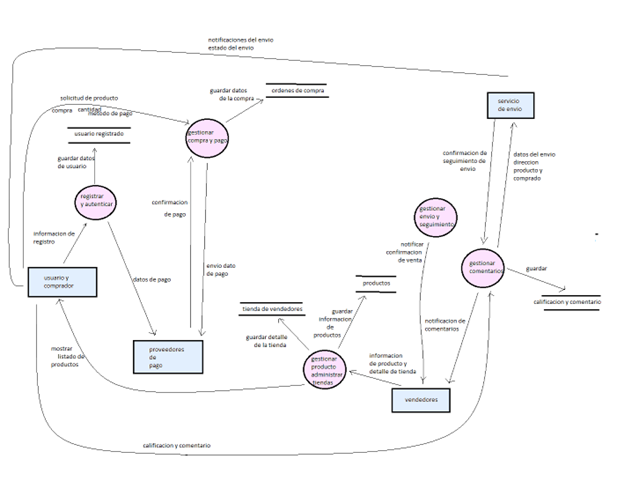 notificaciones del envio
estado del envio
solicitud de producto
compra cantidad
metodo de pago
usuario registrado
guardar datos
de usuario
registrar
y autenticar
informacion de
registro
usuario y
comprador
guardar datos
de la compra
ordenes de compra
gestionar
compra y pago
confirmacion
de pago
envio dato
de pago
datos de pago
proveedores
de
pago
mostrar
listado de
productos
servicio
de envio
confirmacion de
seguimiento de
envio
datos del envio
direccion
producto y
comprado
gestionar
envio y
seguimiento
notificar
confirmacion
de venta
gestionar
comentarios
guardar
calificacion y comentario
productos
tienda de vendedores
guardar
informacion
de
productos
guardar detalle
de la tienda
notificacion de
comentarios
gestionar
producto
administrar
tiendas
informacion
de producto y
detalle de tienda
vendedores
calificacion y comentario